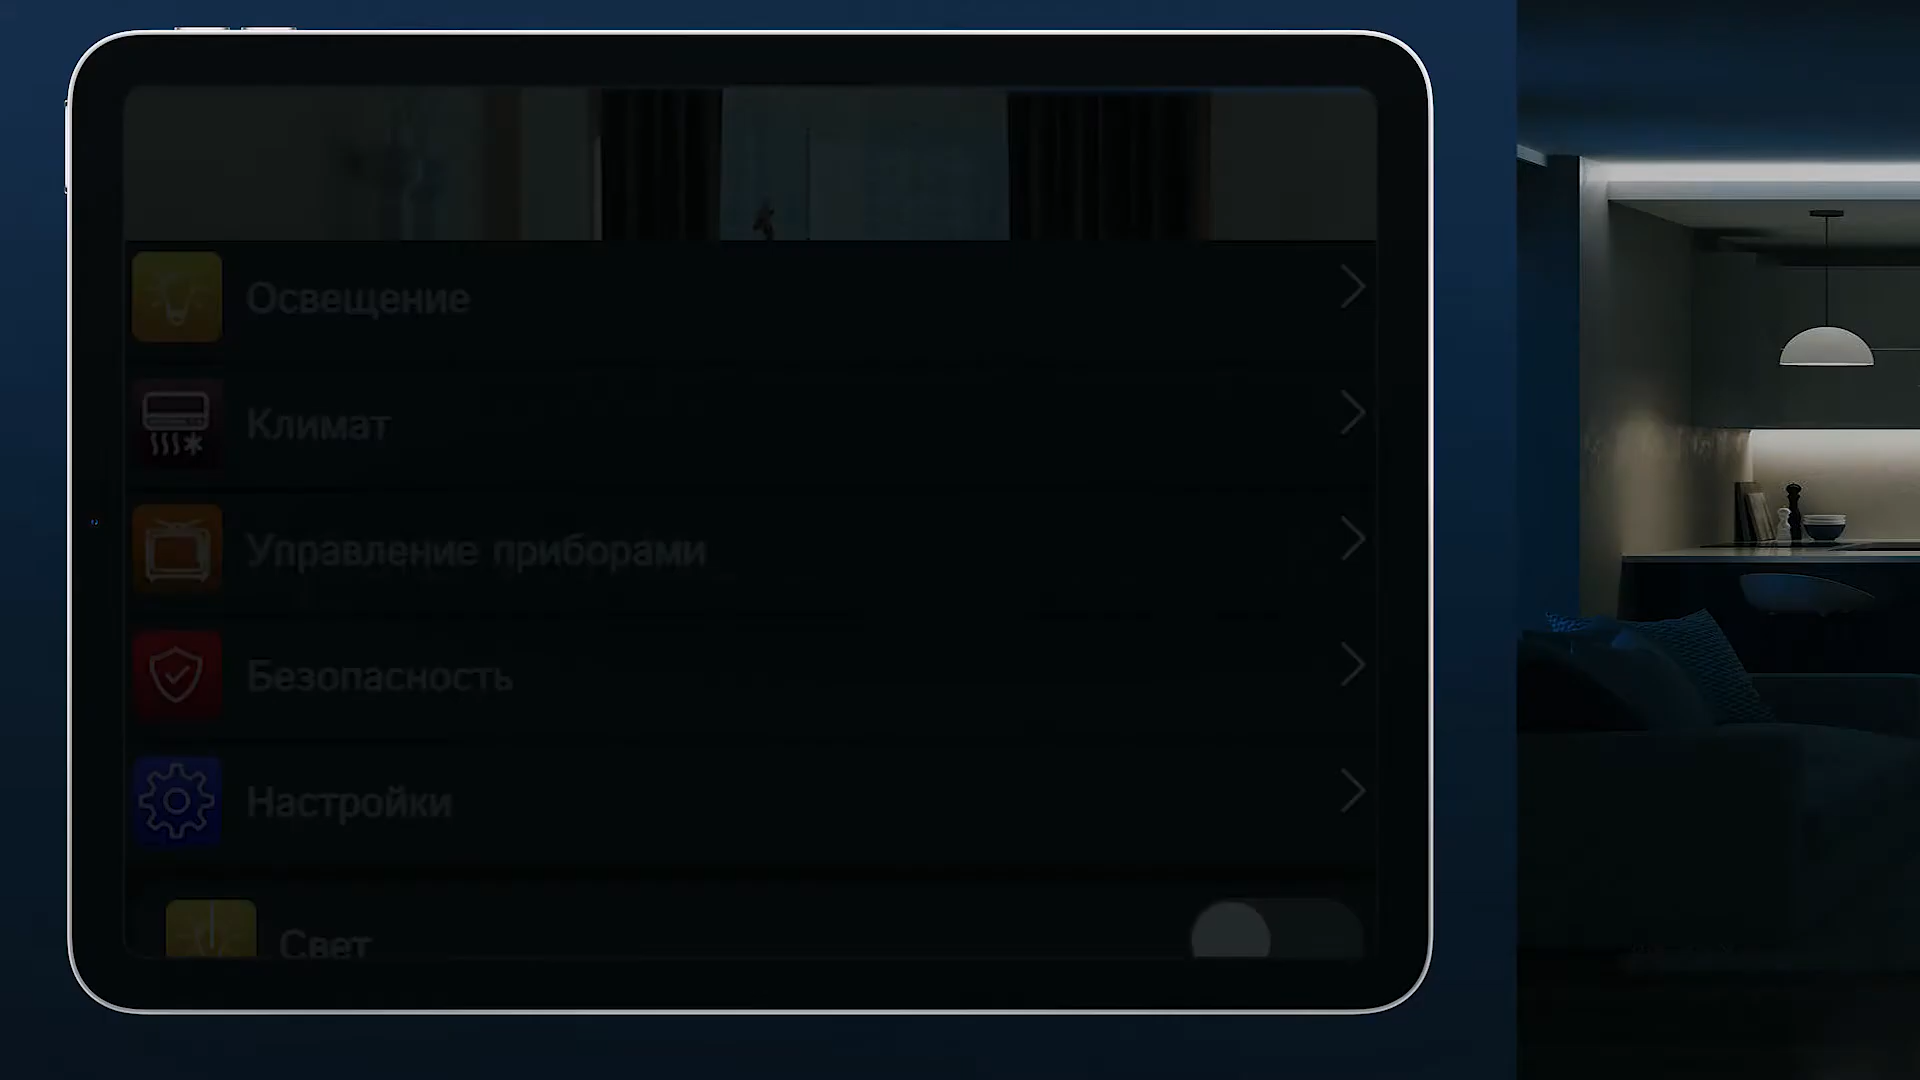 Освещение
Климат
Управление приборами
Безопасность
Настройки
Свет